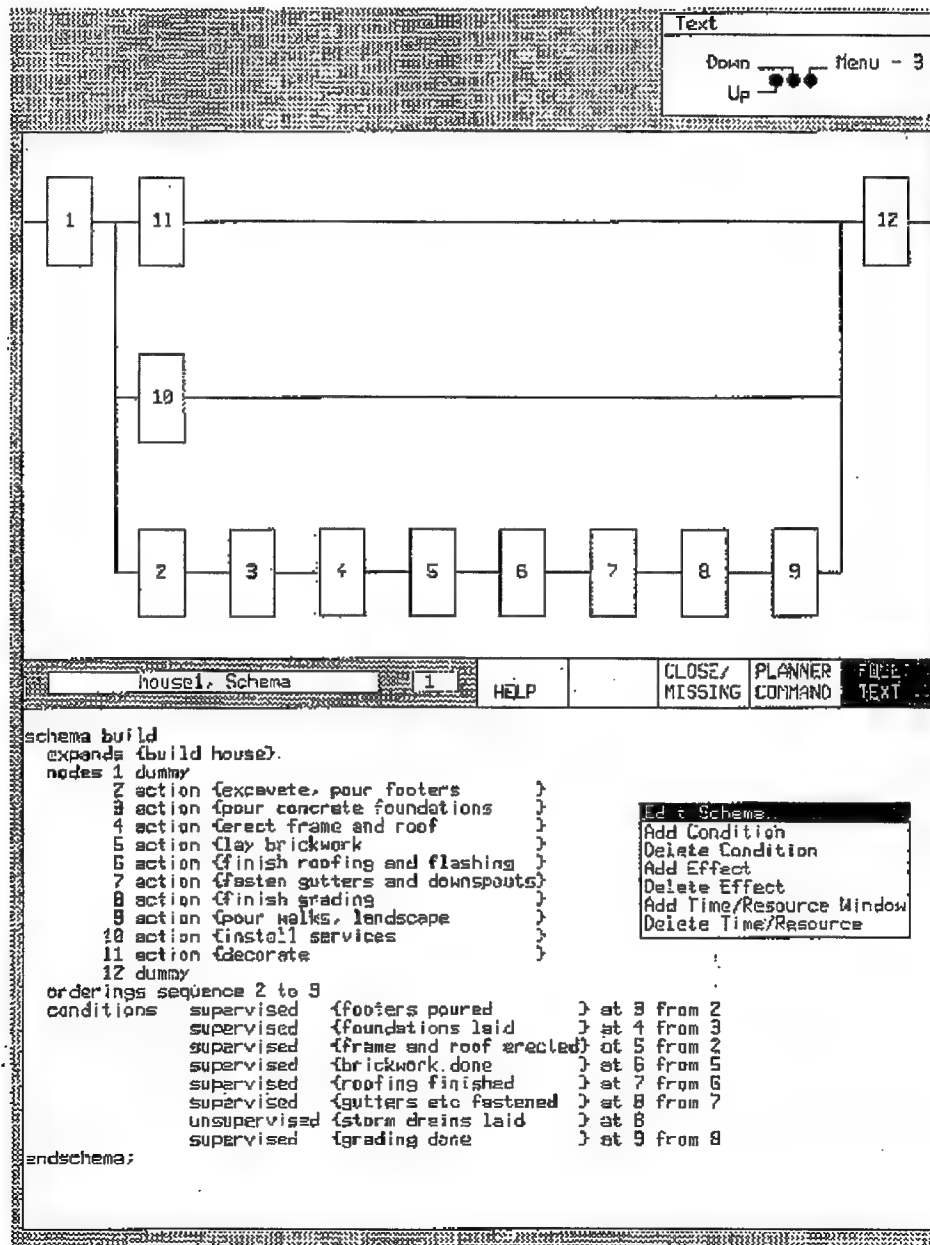 Text
Down Menu - 3
Up
1 11 12
10
2 3 4 5 6 7 8 9
house1, Schema 1 HELP CLOSE/ MISSING PLANNER COMMAND FULL TEXT
schema build
expands {build house}.
nodes 1 dummy
2 action {excavate, pour footers }
3 action {pour concrete foundations }
4 action {erect frame and roof }
5 action {lay brickwork }
6 action {finish roofing and flashing }
7 action {fasten gutters and downspouts}
8 action {finish grading }
9 action {pour walks, landscape }
10 action {install services }
11 action {decorate }
12 dummy
orderings sequence 2 to 9
conditions supervised {footers poured } at 3 from 2
supervised {foundations laid } at 4 from 3
supervised {frame and roof erected} at 5 from 2
supervised {brickwork.done } at 6 from 5
supervised {roofing finished } at 7 from 6
supervised {gutters etc fastened } at 8 from 7
unsupervised {storm drains laid } at 8
supervised {grading done } at 9 from 8
endschema;
Edit Schema...
Add Condition
Delete Condition
Add Effect
Delete Effect
Add Time/Resource Window
Delete Time/Resource